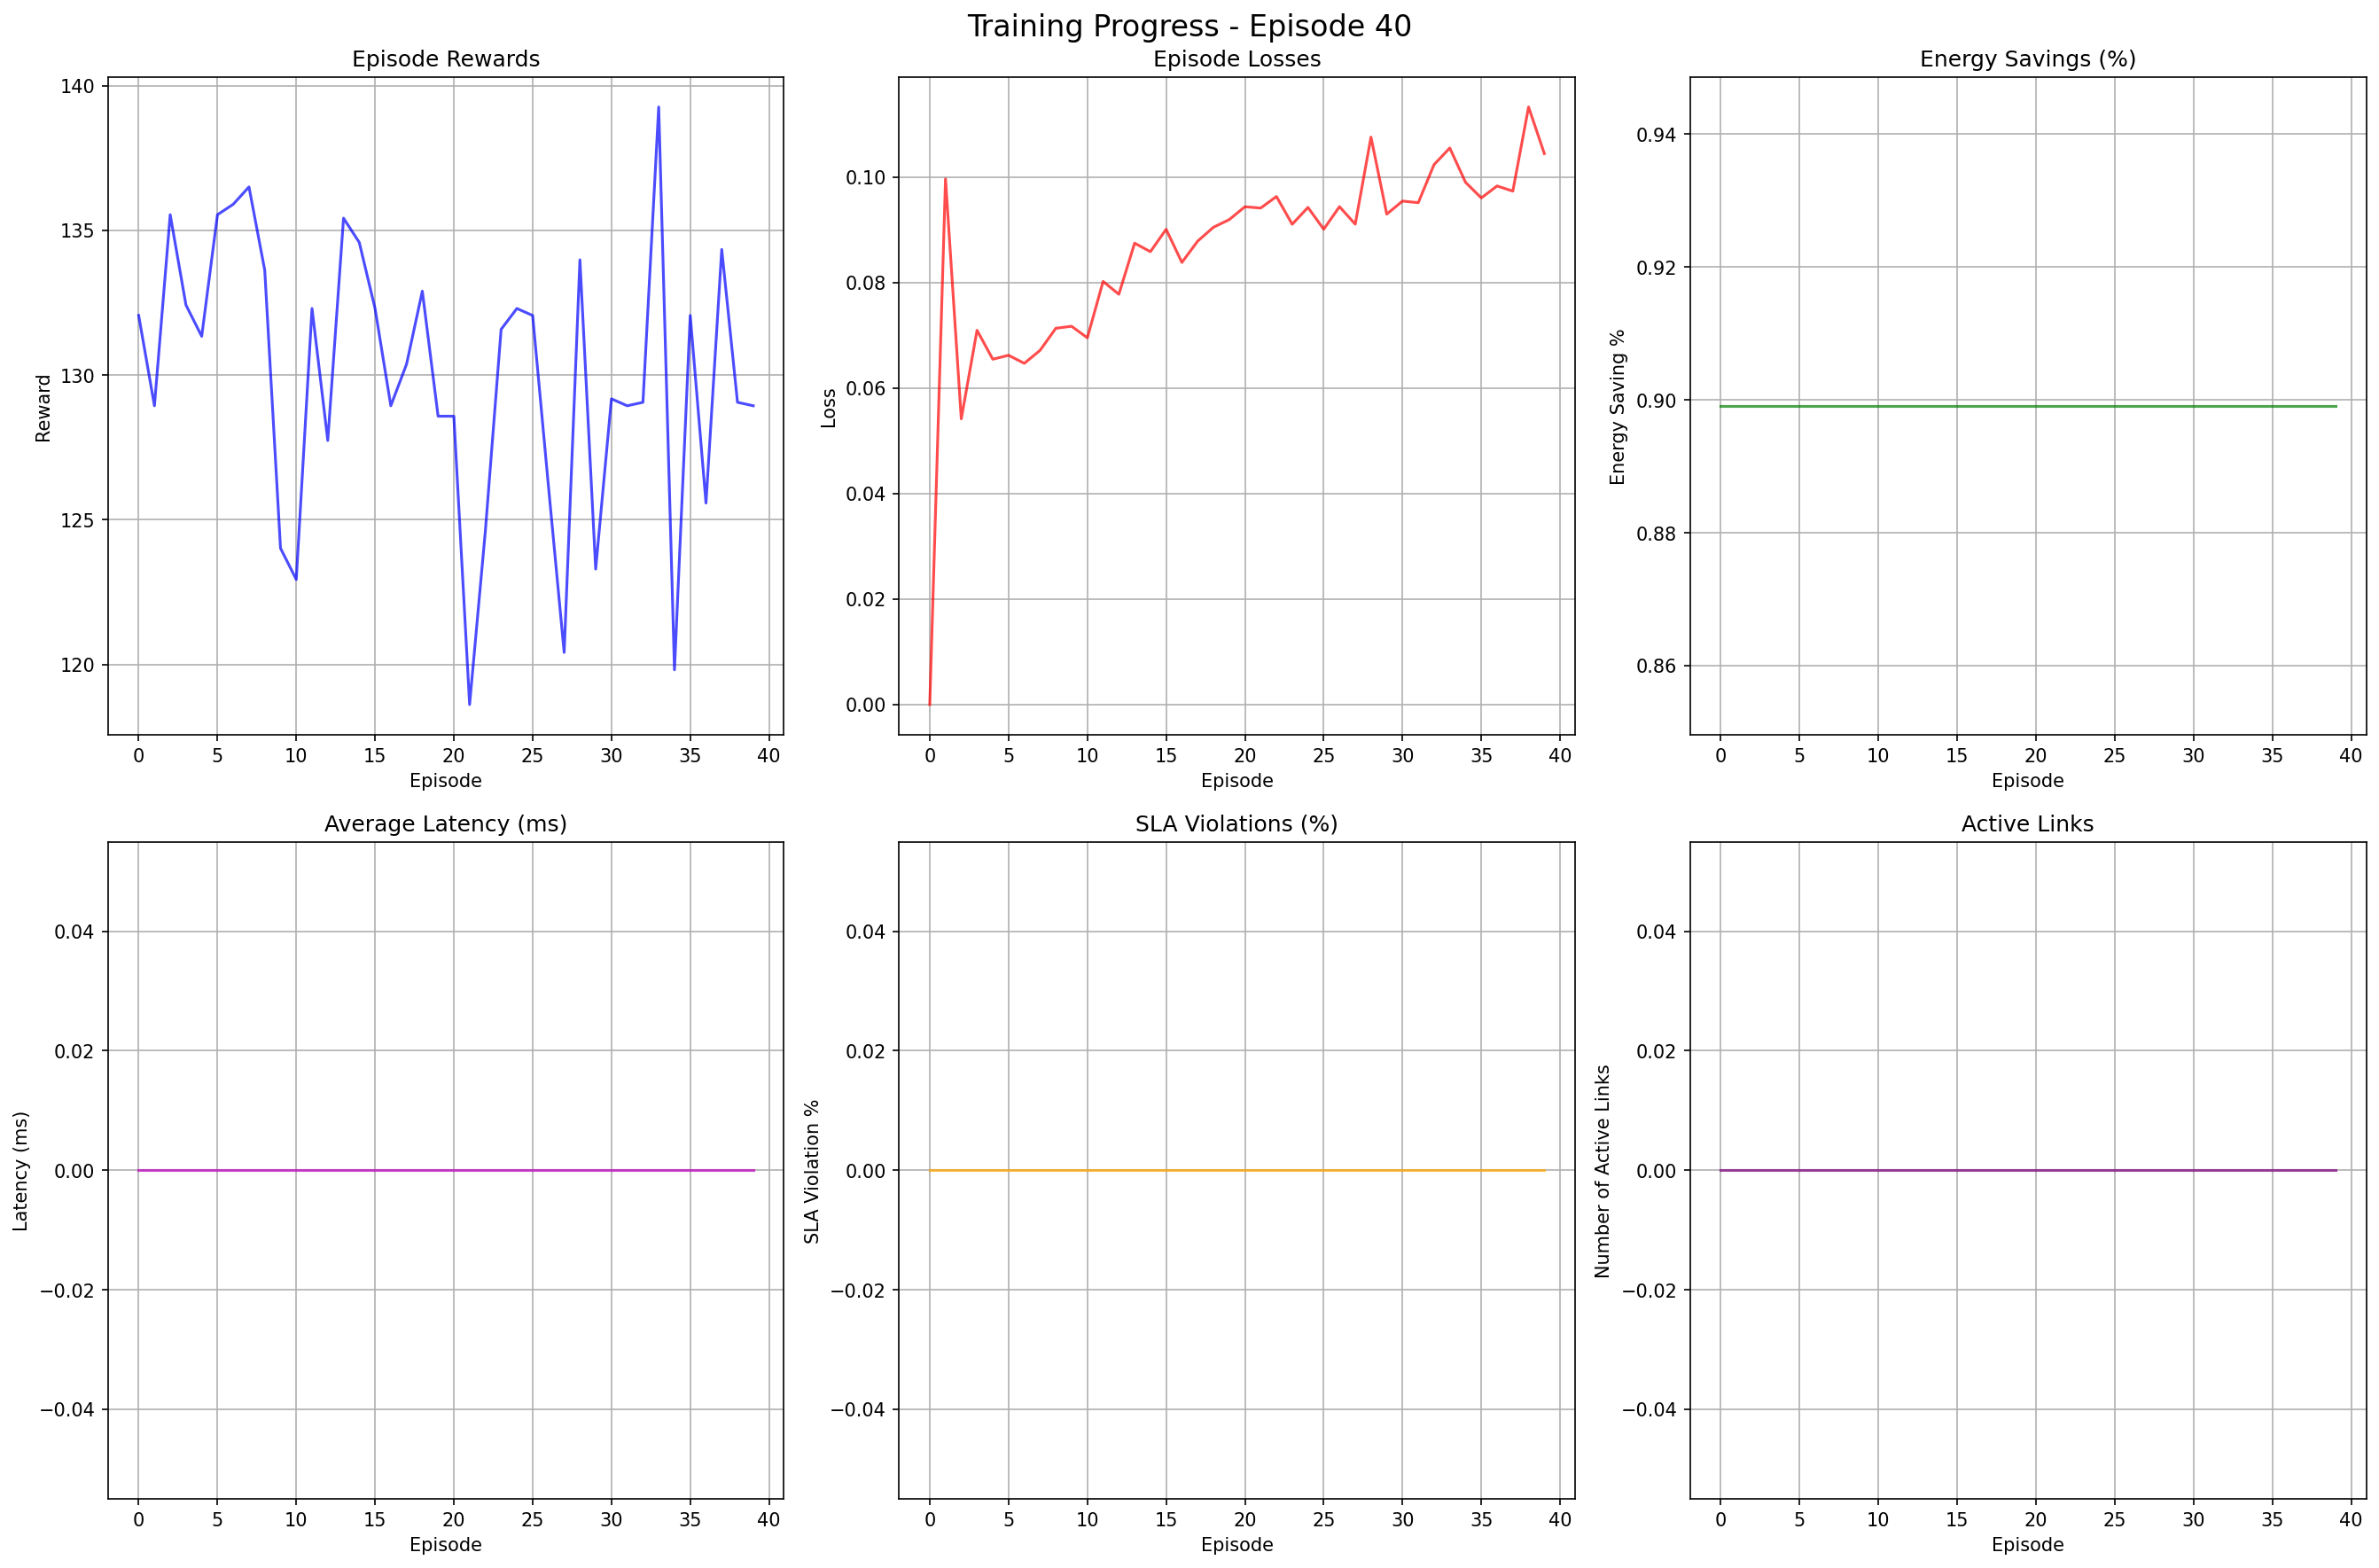 Training Progress - Episode 40
Episode Rewards
140
135
130
125
120
Reward
0 5 10 15 20 25 30 35 40
Episode
Episode Losses
0.10
0.08
0.06
0.04
0.02
0.00
Loss
0 5 10 15 20 25 30 35 40
Episode
Energy Savings (%)
0.94
0.92
0.90
0.88
0.86
Energy Saving %
0 5 10 15 20 25 30 35 40
Episode
Average Latency (ms)
0.04
0.02
0.00
−0.02
−0.04
Latency (ms)
0 5 10 15 20 25 30 35 40
Episode
SLA Violations (%)
0.04
0.02
0.00
−0.02
−0.04
SLA Violation %
0 5 10 15 20 25 30 35 40
Episode
Active Links
0.04
0.02
0.00
−0.02
−0.04
Number of Active Links
0 5 10 15 20 25 30 35 40
Episode